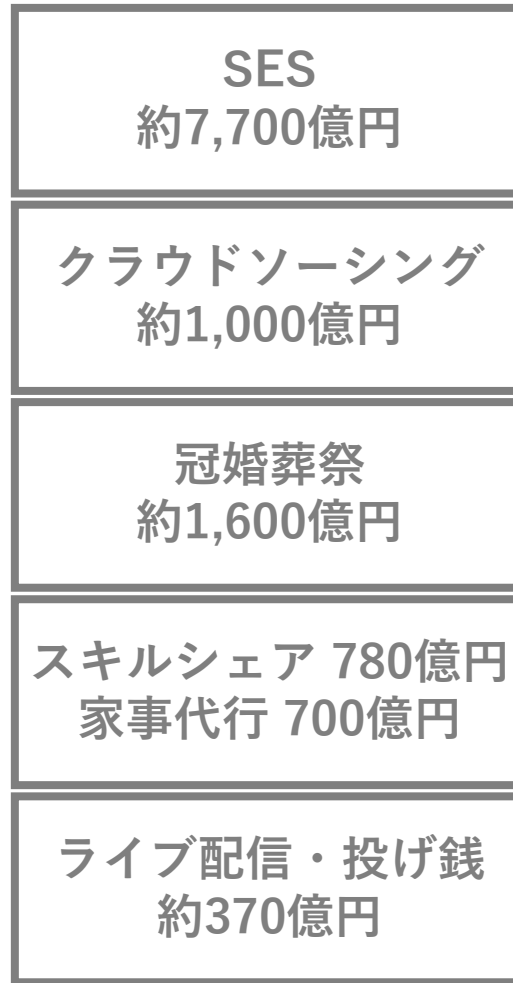 SES
約7,700億円
クラウドソーシング
約1,000億円
冠婚葬祭
約1,600億円
スキルシェア 780億円
家事代行 700億円
ライブ配信・投げ銭
約370億円